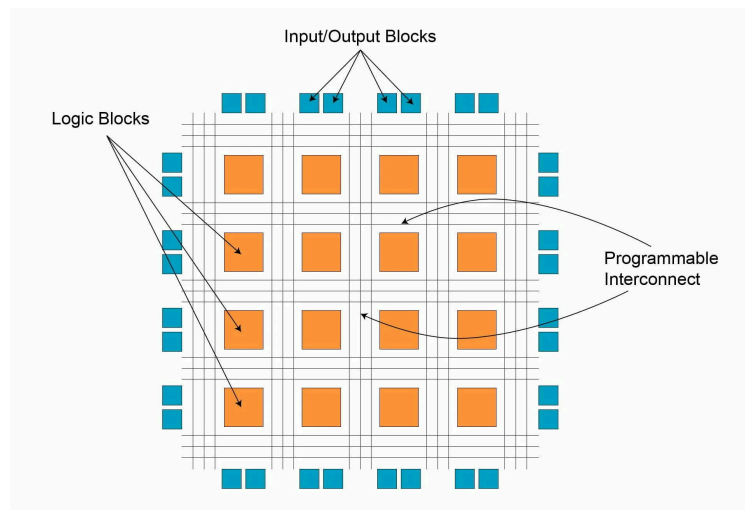 Input/Output Blocks
Logic Blocks
Programmable
Interconnect